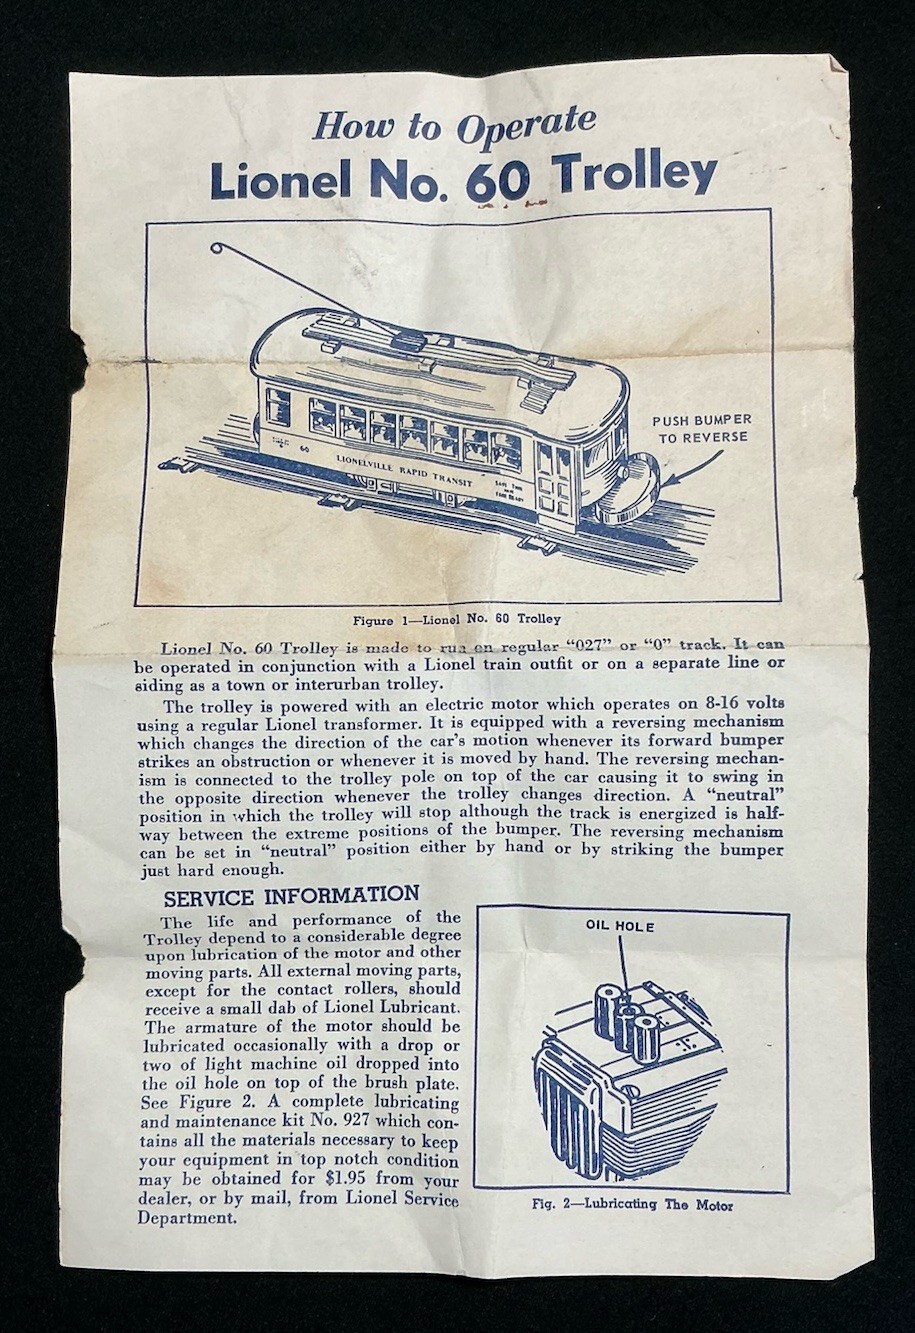 How to Operate
Lionel No. 60 Trolley
PUSH BUMPER
TO REVERSE
60
LIONELVILLE RAPID TRANSIT
Figure 1—Lionel No. 60 Trolley
Lionel No. 60 Trolley is made to run on regular “027” or “0” track. It can
be operated in conjunction with a Lionel train outfit or on a separate line or
siding as a town or interurban trolley.
The trolley is powered with an electric motor which operates on 8-16 volts
using a regular Lionel transformer. It is equipped with a reversing mechanism
which changes the direction of the car’s motion whenever its forward bumper
strikes an obstruction or whenever it is moved by hand. The reversing mechan-
ism is connected to the trolley pole on top of the car causing it to swing in
the opposite direction whenever the trolley changes direction. A “neutral”
position in which the trolley will stop although the track is energized is half-
way between the extreme positions of the bumper. The reversing mechanism
can be set in “neutral” position either by hand or by striking the bumper
just hard enough.
SERVICE INFORMATION
The life and performance of the
Trolley depend to a considerable degree
upon lubrication of the motor and other
moving parts. All external moving parts,
except for the contact rollers, should
receive a small dab of Lionel Lubricant.
The armature of the motor should be
lubricated occasionally with a drop or
two of light machine oil dropped into
the oil hole on top of the brush plate.
See Figure 2. A complete lubricating
and maintenance kit No. 927 which con-
tains all the materials necessary to keep
your equipment in top notch condition
may be obtained for $1.95 from your
dealer, or by mail, from Lionel Service
Department.
OIL HOLE
Fig. 2—Lubricating The Motor